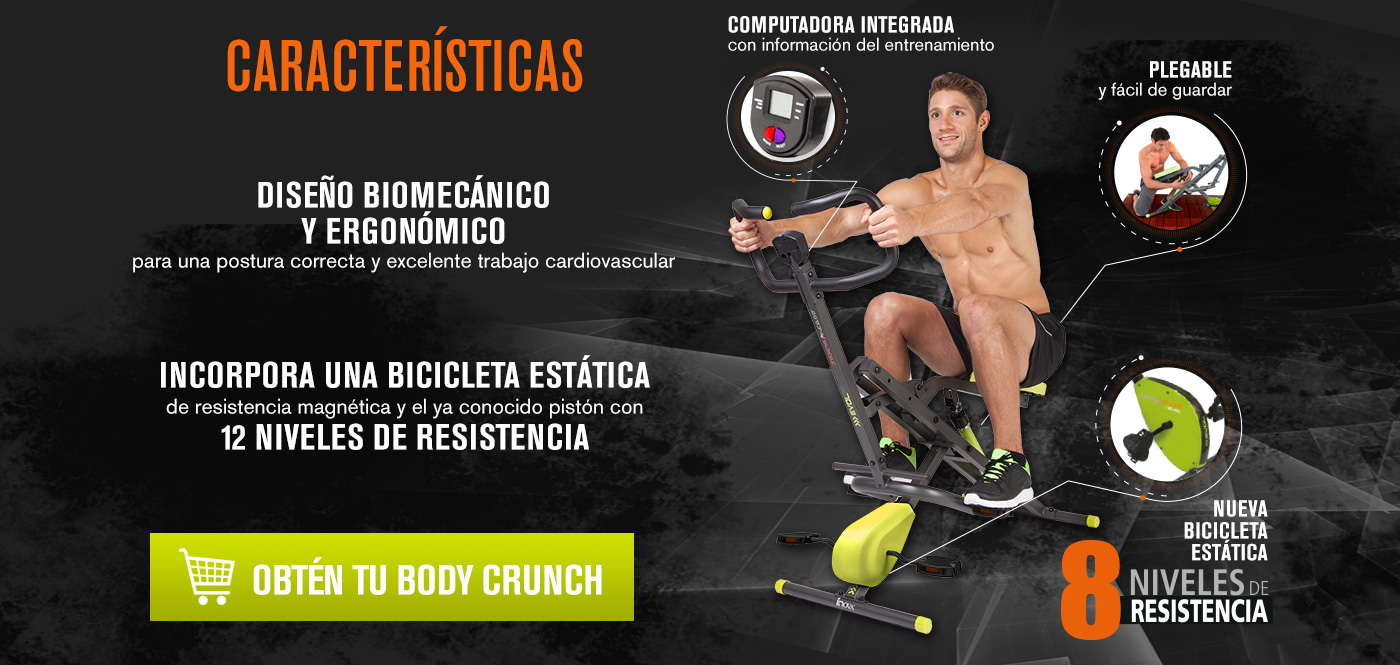 CARACTERÍSTICAS
DISEÑO BIOMECÁNICO
Y ERGONÓMICO
para una postura correcta y excelente trabajo cardiovascular
INCORPORA UNA BICICLETA ESTÁTICA
de resistencia magnética y el ya conocido pistón con
12 NIVELES DE RESISTENCIA
OBTÉN TU BODY CRUNCH
COMPUTADORA INTEGRADA
con información del entrenamiento
PLEGABLE
y fácil de guardar
NUEVA
BICICLETA
ESTÁTICA
8 NIVELES DE
RESISTENCIA